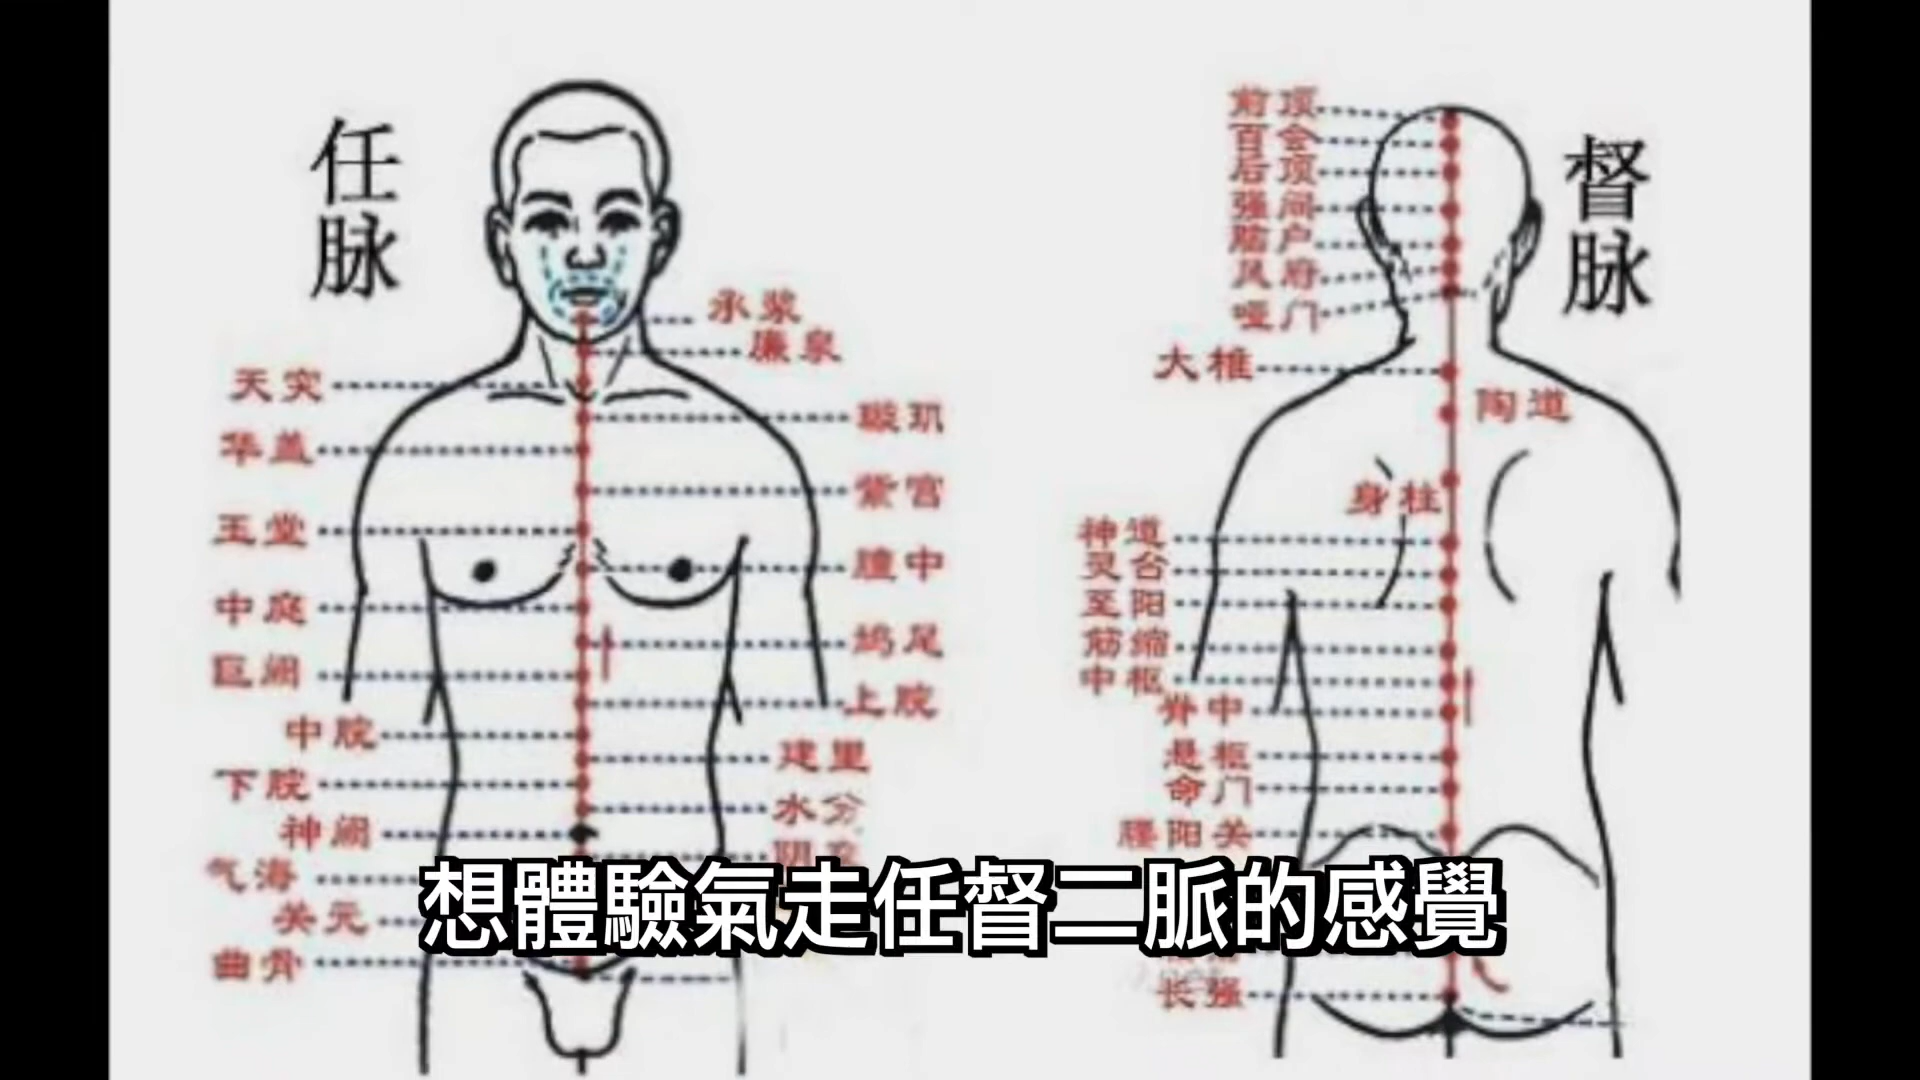 任脉
承浆
廉泉
天突
璇玑
华盖
紫宫
玉堂
膻中
中庭
鸠尾
巨阙
上脘
中脘
建里
下脘
水分
神阙
气海
关元
曲骨
督脉
前顶
百会
后顶
强间
脑户
风府
哑门
大椎
陶道
身柱
神道
灵台
至阳
筋缩
中枢
脊中
悬枢
命门
腰阳关
长强
想體驗氣走任督二脈的感覺